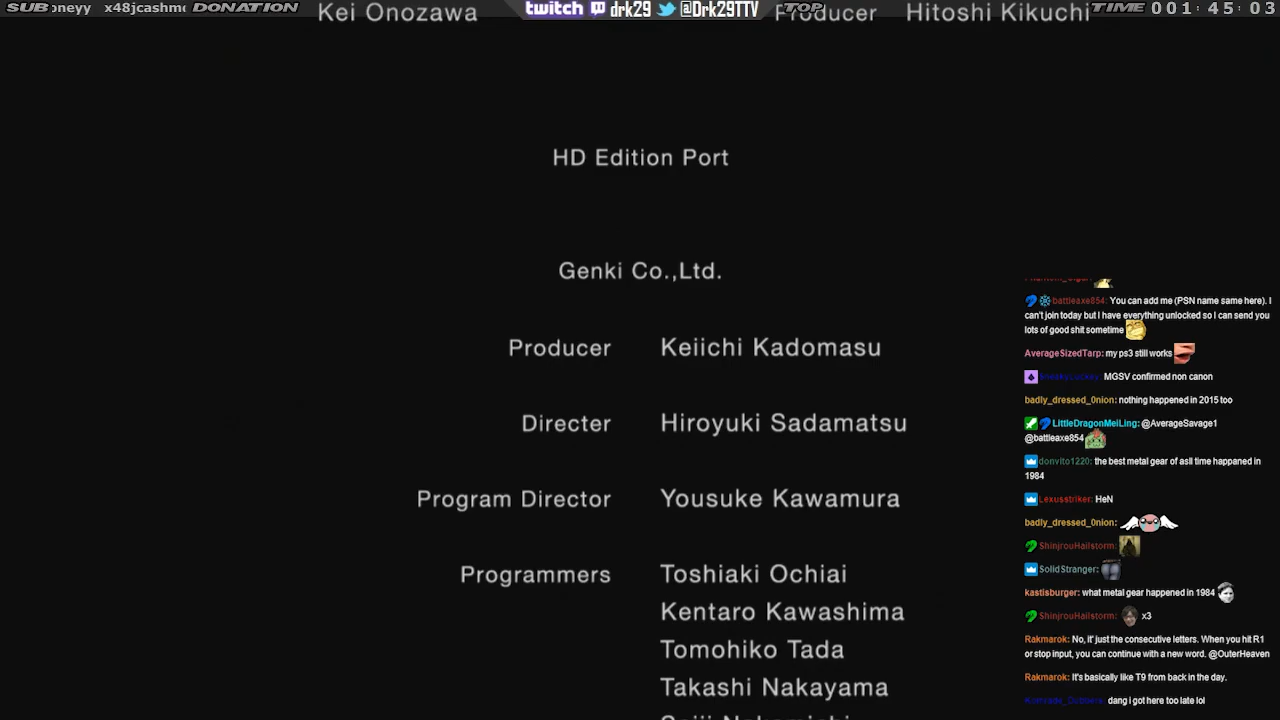 SUB oneyy x48jcashmo DONATION twitch drk29 @Drk29TTV TOP TIME 001:45:03
Kei Onozawa Producer Hitoshi Kikuchi
HD Edition Port
Genki Co.,Ltd.
Producer Keiichi Kadomasu
Directer Hiroyuki Sadamatsu
Program Director Yousuke Kawamura
Programmers Toshiaki Ochiai
Kentaro Kawashima
Tomohiko Tada
Takashi Nakayama
battleaxe854: You can add me (PSN name same here). I
can't join today but I have everything unlocked so I can send you
lots of good shit sometime
AverageSizedTarp: my ps3 still works
MGSV confirmed non canon
badly_dressed_0nion: nothing happened in 2015 too
LittleDragonMeiLing: @AverageSavage1
@battleaxe854
donvito1220: the best metal gear of asll time happened in
1984
Lexusstriker: HeN
badly_dressed_0nion:
ShinjrouHailstorm:
SolidStranger:
kastisburger: what metal gear happened in 1984
ShinjrouHailstorm: x3
Rakmarok: No, it' just the consecutive letters. When you hit R1
or stop input, you can continue with a new word. @OuterHeaven
Rakmarok: It's basically like T9 from back in the day.
dang i got here too late lol